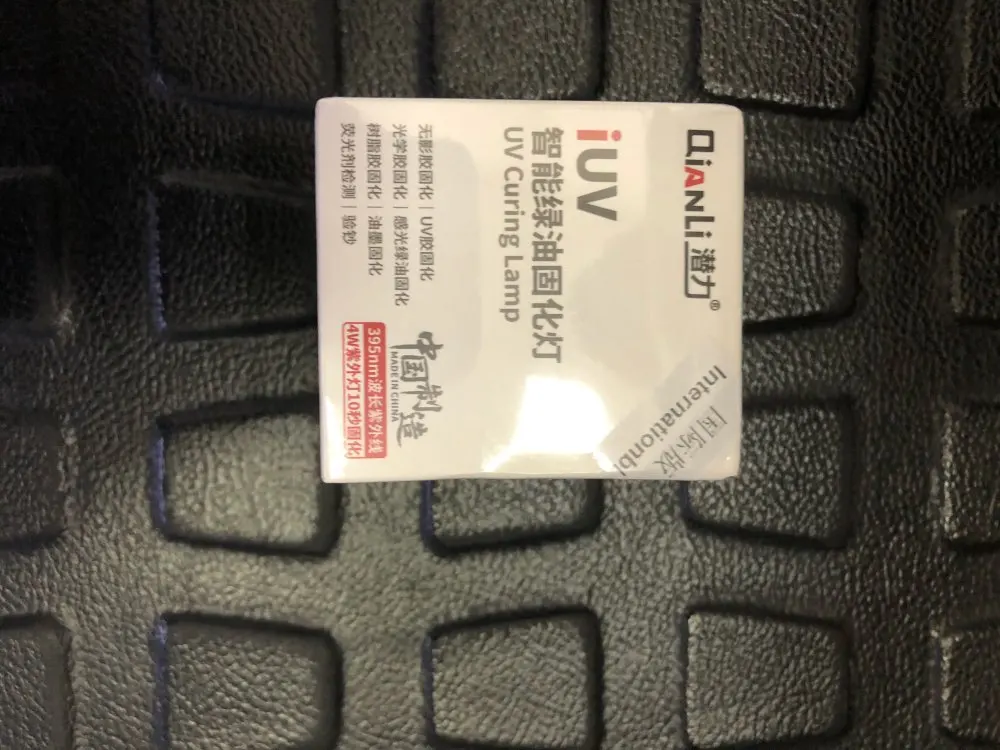 QiANLi 潜力®
国际版
Internationbl
iUV
智能绿油固化灯
UV Curing Lamp
无影胶固化｜UV胶固化
光学胶固化｜感光绿油固化
树脂胶固化｜油墨固化
荧光剂检测｜验钞
中国制造
MADE IN CHINA
395nm波长紫外线
4W紫外灯10秒固化